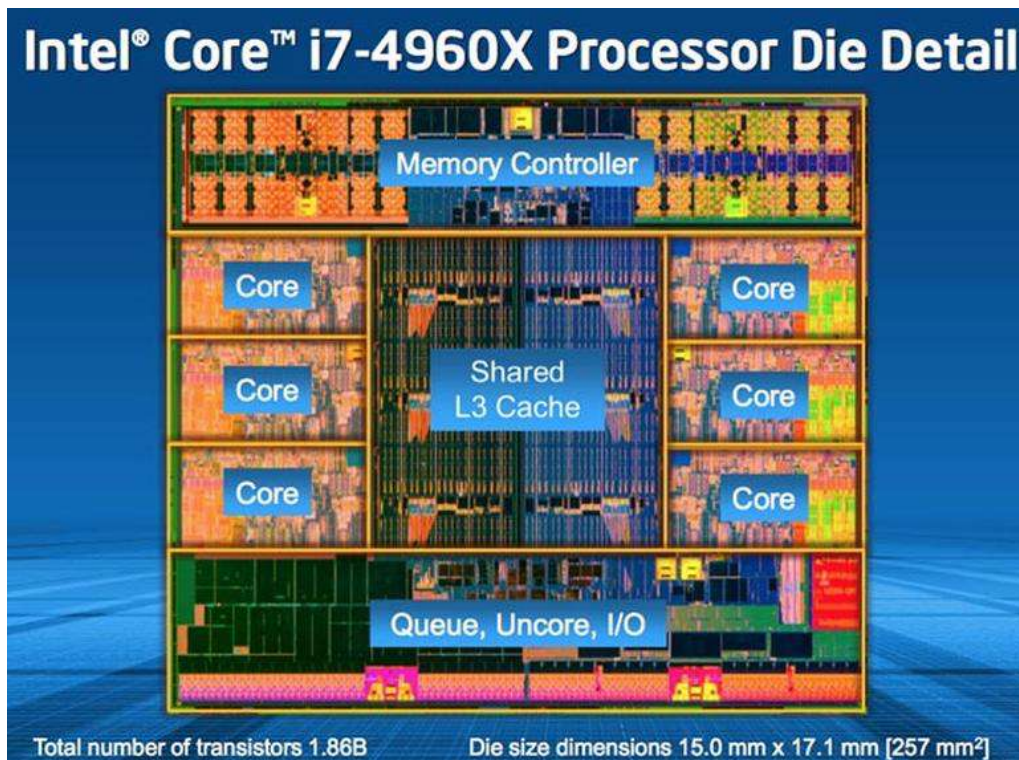 Intel® Core™ i7-4960X Processor Die Detail
Memory Controller
Core
Core
Shared
L3 Cache
Core
Core
Core
Core
Queue, Uncore, I/O
Total number of transistors 1.86B
Die size dimensions 15.0 mm x 17.1 mm [257 mm²]